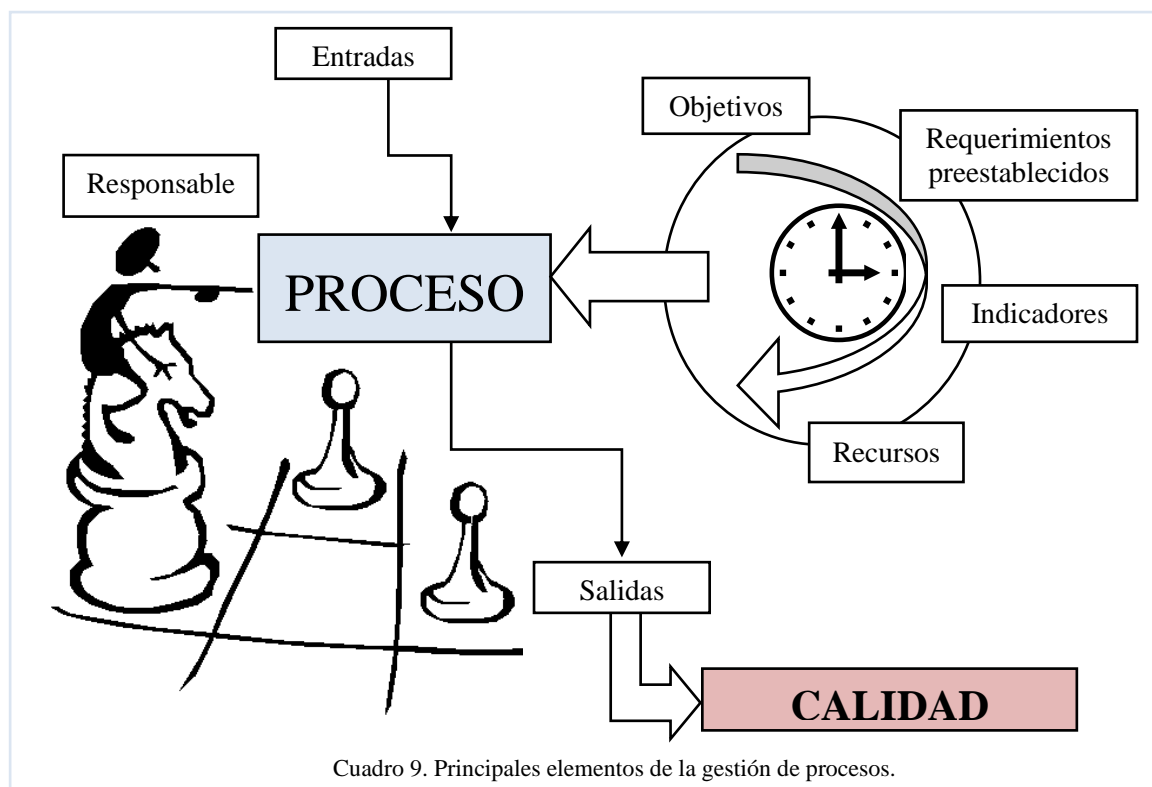 Entradas
Objetivos
Requerimientos
preestablecidos
Responsable
PROCESO
Indicadores
Recursos
Salidas
CALIDAD
Cuadro 9. Principales elementos de la gestión de procesos.